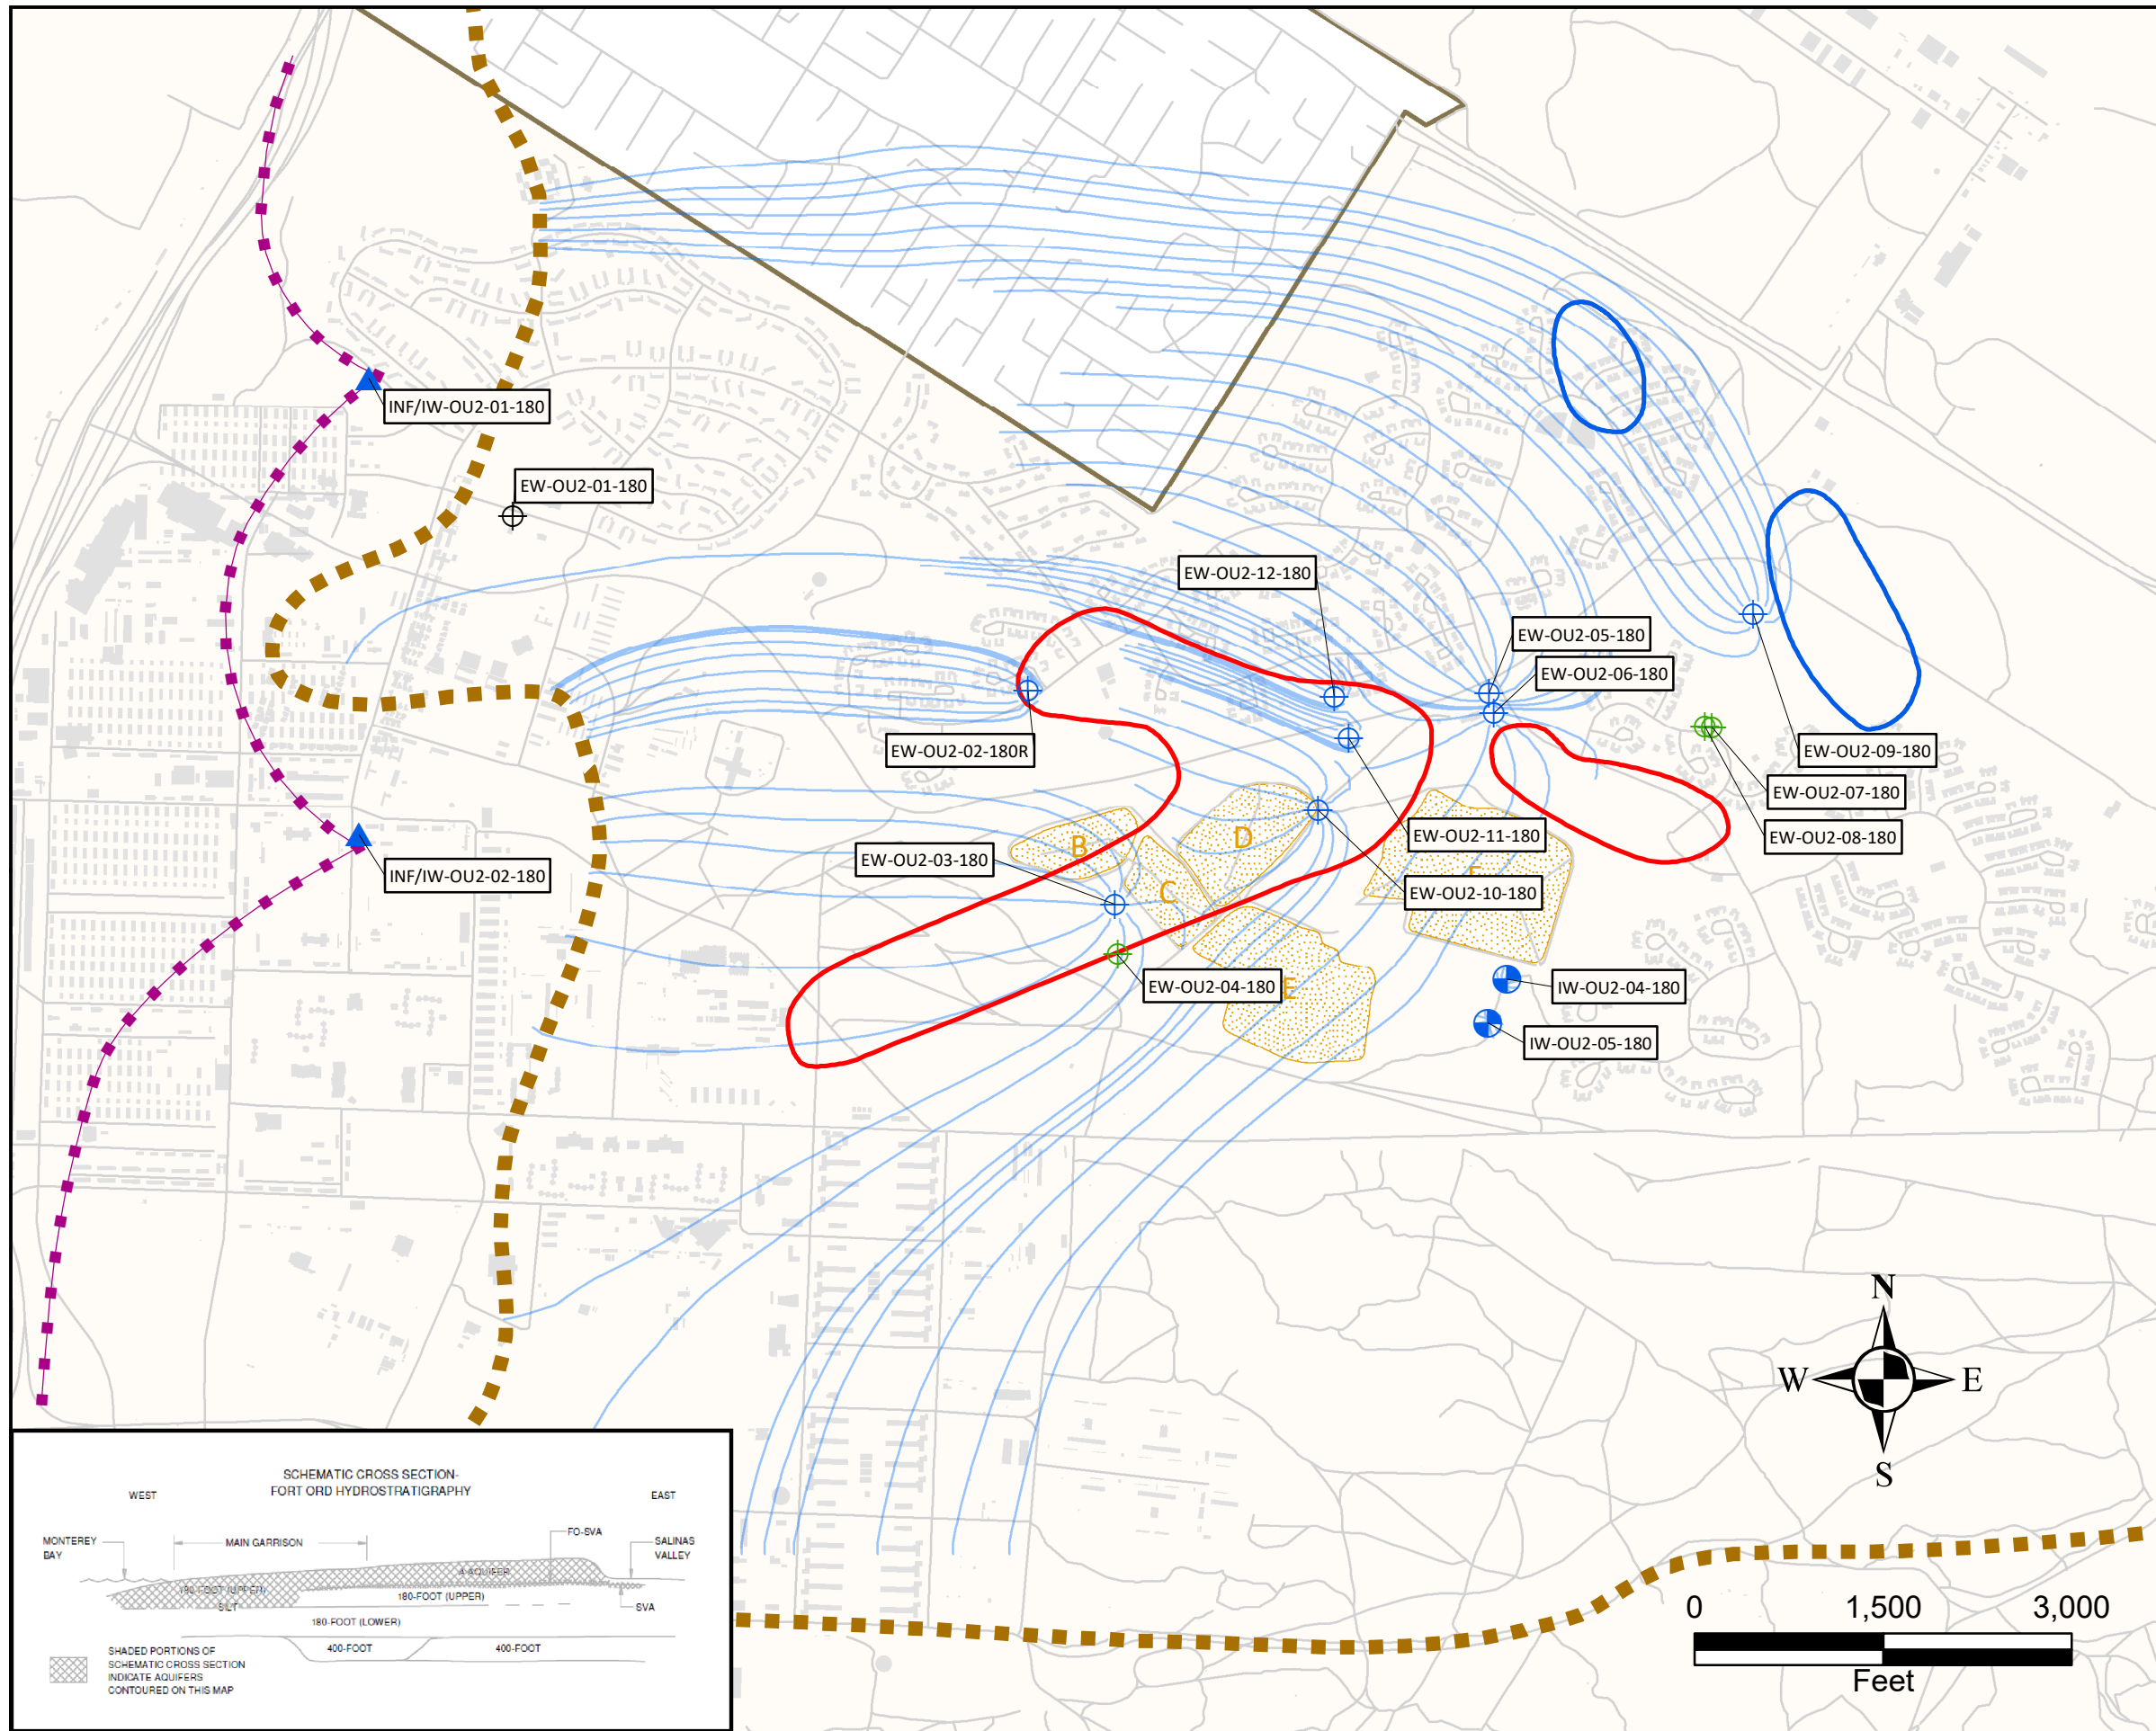 INF/IW-OU2-01-180
EW-OU2-01-180
EW-OU2-12-180
EW-OU2-05-180
EW-OU2-06-180
EW-OU2-02-180R
EW-OU2-09-180
EW-OU2-07-180
EW-OU2-08-180
EW-OU2-11-180
EW-OU2-10-180
B
D
C
E
F
EW-OU2-03-180
INF/IW-OU2-02-180
EW-OU2-04-180
IW-OU2-04-180
IW-OU2-05-180
N
W
E
S
0 1,500 3,000
Feet
SCHEMATIC CROSS SECTION-
FORT ORD HYDROSTRATIGRAPHY
WEST
EAST
MONTEREY
BAY
MAIN GARRISON
FO-SVA
SALINAS
VALLEY
A-AQUIFER
180-FOOT (UPPER)
180-FOOT (UPPER)
SILT
SVA
180-FOOT (LOWER)
400-FOOT
400-FOOT
SHADED PORTIONS OF
SCHEMATIC CROSS SECTION
INDICATE AQUIFERS
CONTOURED ON THIS MAP